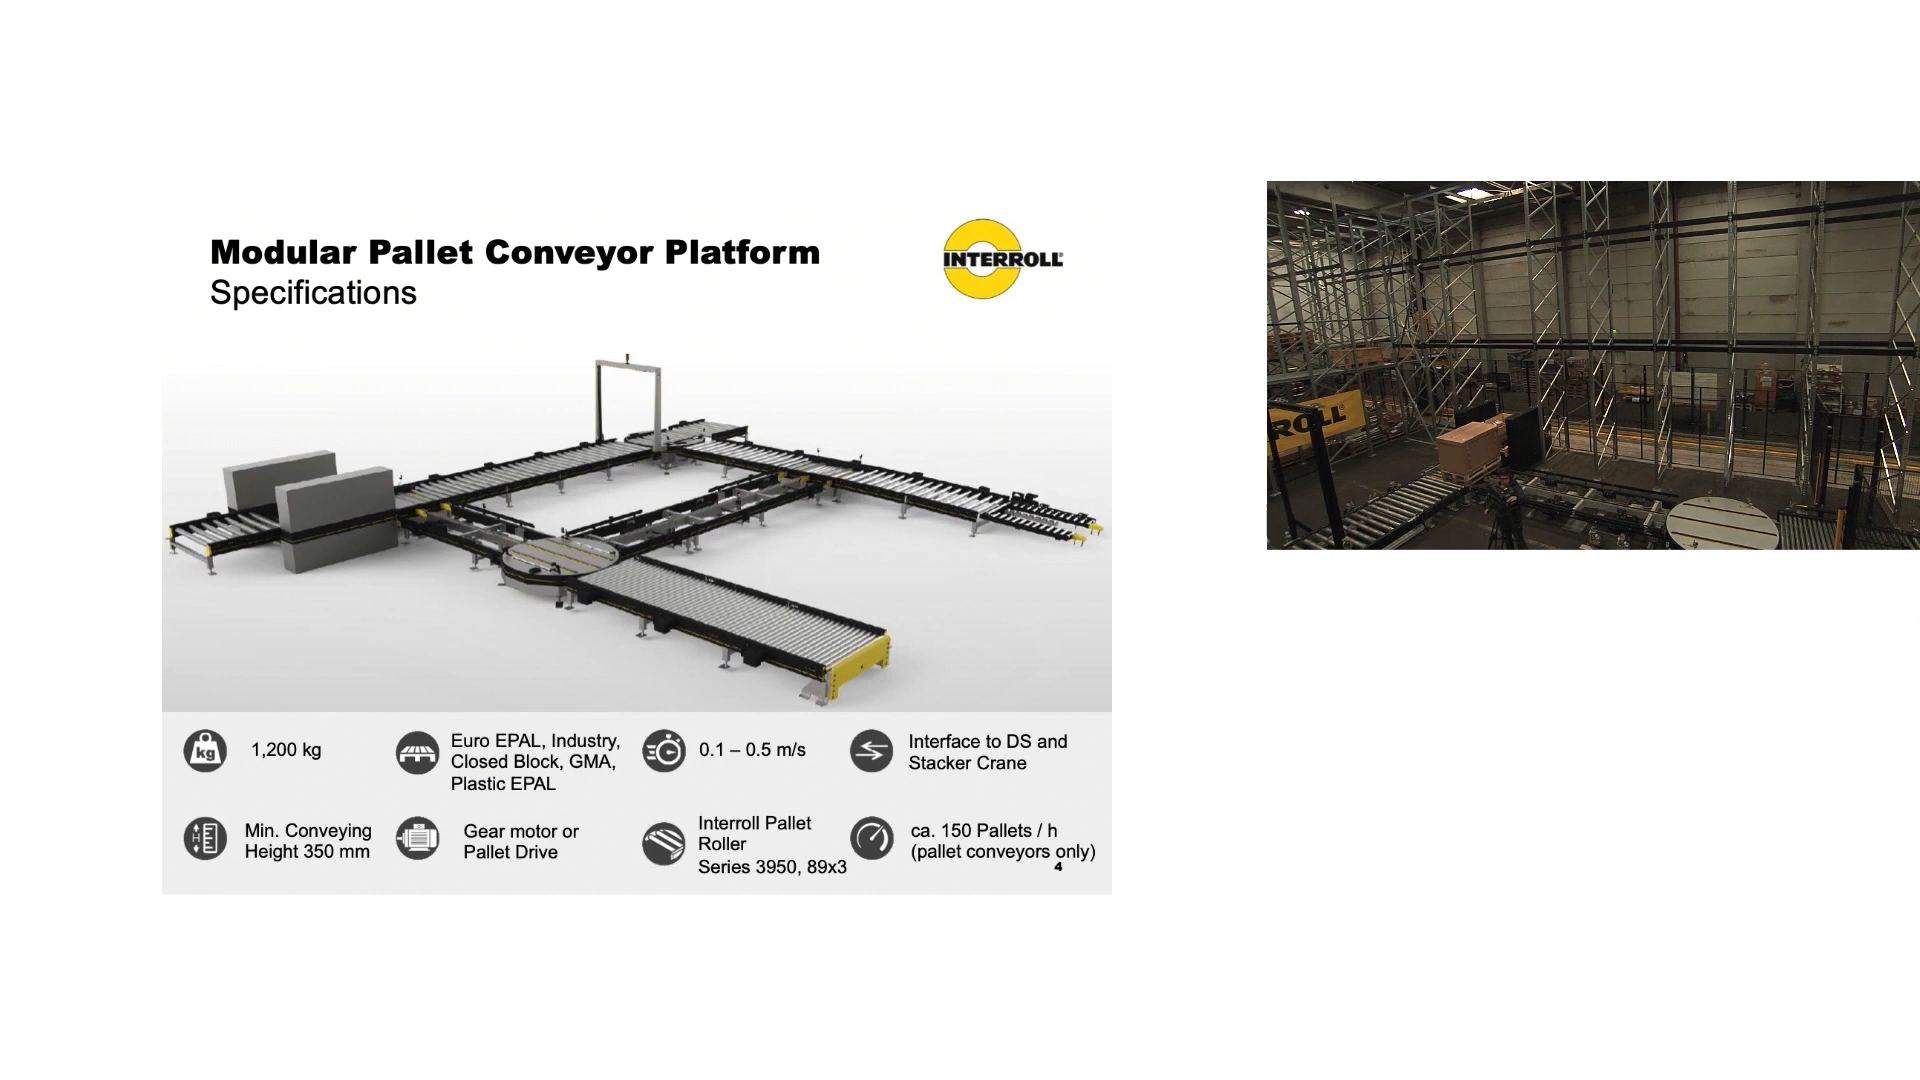 Modular Pallet Conveyor Platform
Specifications
INTERROLL
1,200 kg
kg
Euro EPAL, Industry,
Closed Block, GMA,
Plastic EPAL
0.1 – 0.5 m/s
Interface to DS and
Stacker Crane
H
Min. Conveying
Height 350 mm
Gear motor or
Pallet Drive
Interroll Pallet
Roller
Series 3950, 89x3
ca. 150 Pallets / h
(pallet conveyors only)
4
ROLL